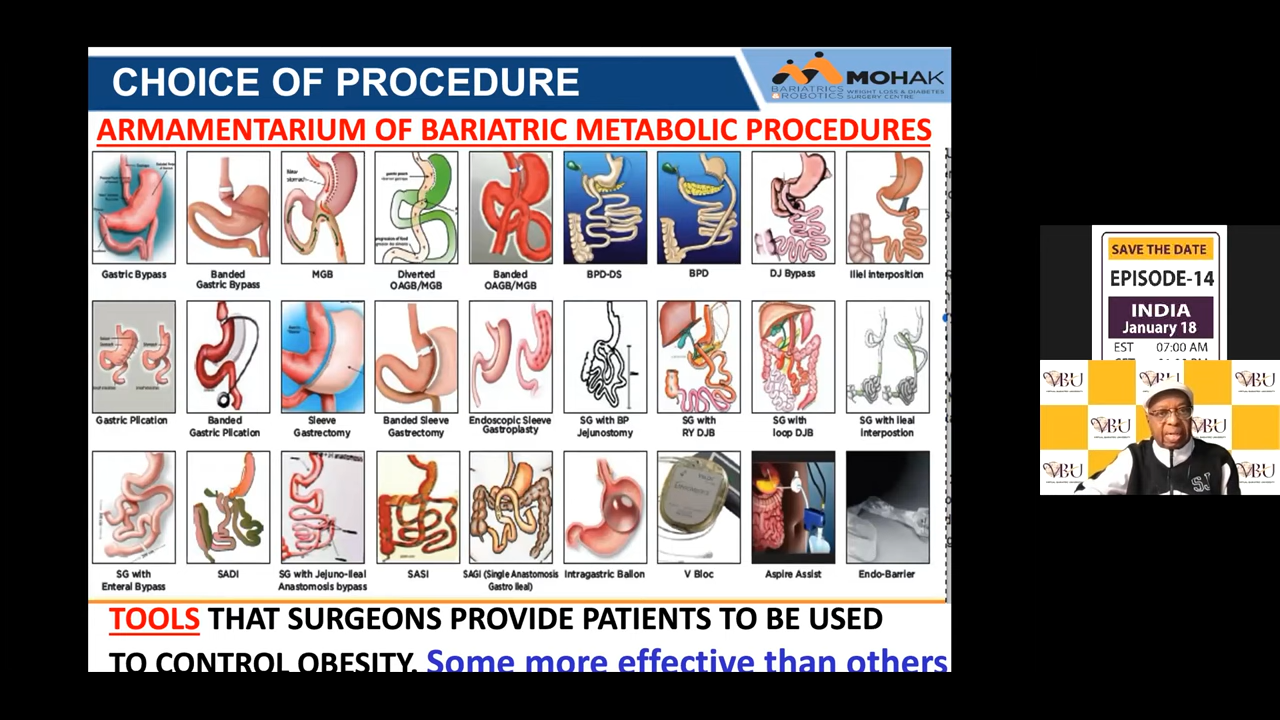 CHOICE OF PROCEDURE
MOHAK
BARIATRICS & ROBOTICS
WEIGHT LOSS & DIABETES
SURGERY CENTRE
ARMAMENTARIUM OF BARIATRIC METABOLIC PROCEDURES
Gastric Bypass
Banded
Gastric Bypass
MGB
Diverted
OAGB/MGB
Banded
OAGB/MGB
BPD-DS
BPD
DJ Bypass
Iliel Interposition
Gastric Plication
Banded
Gastric Plication
Sleeve
Gastrectomy
Banded Sleeve
Gastrectomy
Endoscopic Sleeve
Gastroplasty
SG with BP
Jejunostomy
SG with
RY DJB
SG with
loop DJB
SG with ileal
Interpostion
SG with
Enteral Bypass
SADI
SG with Jejuno-Ileal
Anastomosis bypass
SASI
SAGI (Single Anastomosis
Gastro Ileal)
Intragastric Ballon
V Bloc
Aspire Assist
Endo-Barrier
TOOLS THAT SURGEONS PROVIDE PATIENTS TO BE USED
TO CONTROL OBESITY. Some more effective than others
SAVE THE DATE
EPISODE-14
INDIA
January 18
EST 07:00 AM
VBU
VBU
VBU
VBU
VBU
VBU
SJ